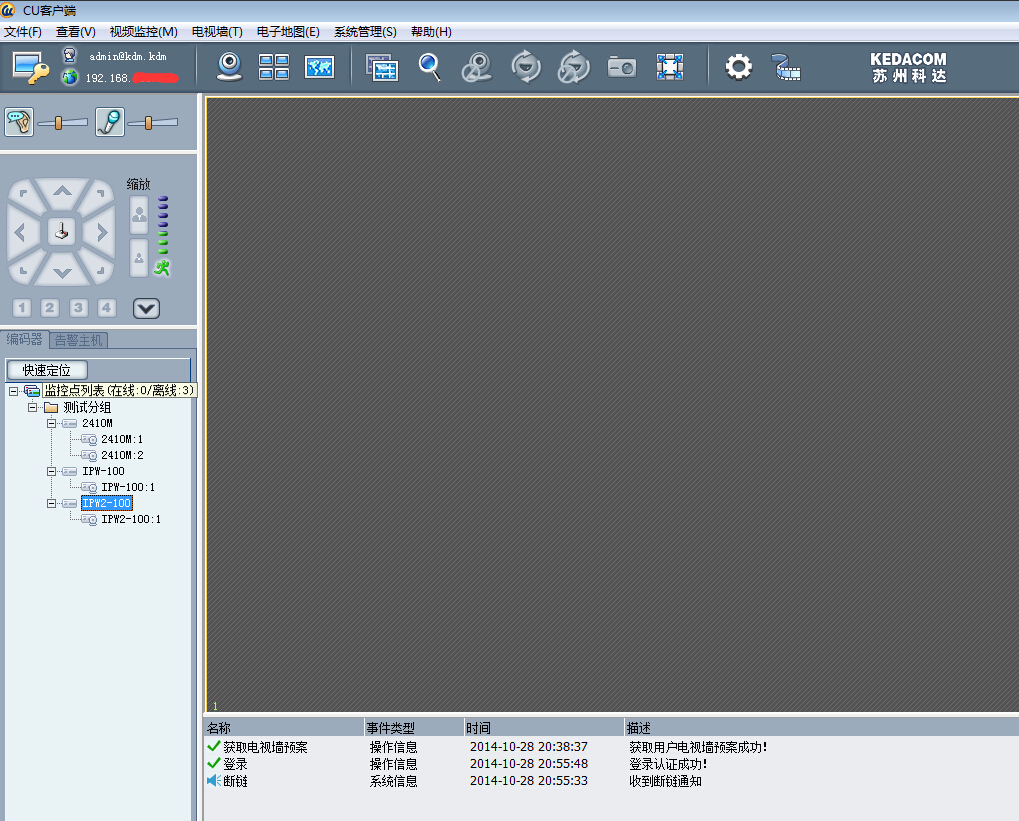 CU客户端
文件(F) 查看(V) 视频监控(M) 电视墙(T) 电子地图(E) 系统管理(S) 帮助(H)
admin@kdm.kdm
192.168.
KEDACOM
苏州科达
缩放
1 2 3 4
编码器 告警主机
快速定位
监控点列表(在线:0/离线:3)
测试分组
2410M
2410M:1
2410M:2
IPW-100
IPW-100:1
IPW2-100
IPW2-100:1
1
名称 事件类型 时间 描述
获取电视墙预案 操作信息 2014-10-28 20:38:37 获取用户电视墙预案成功!
登录 操作信息 2014-10-28 20:55:48 登录认证成功!
断链 系统信息 2014-10-28 20:55:33 收到断链通知